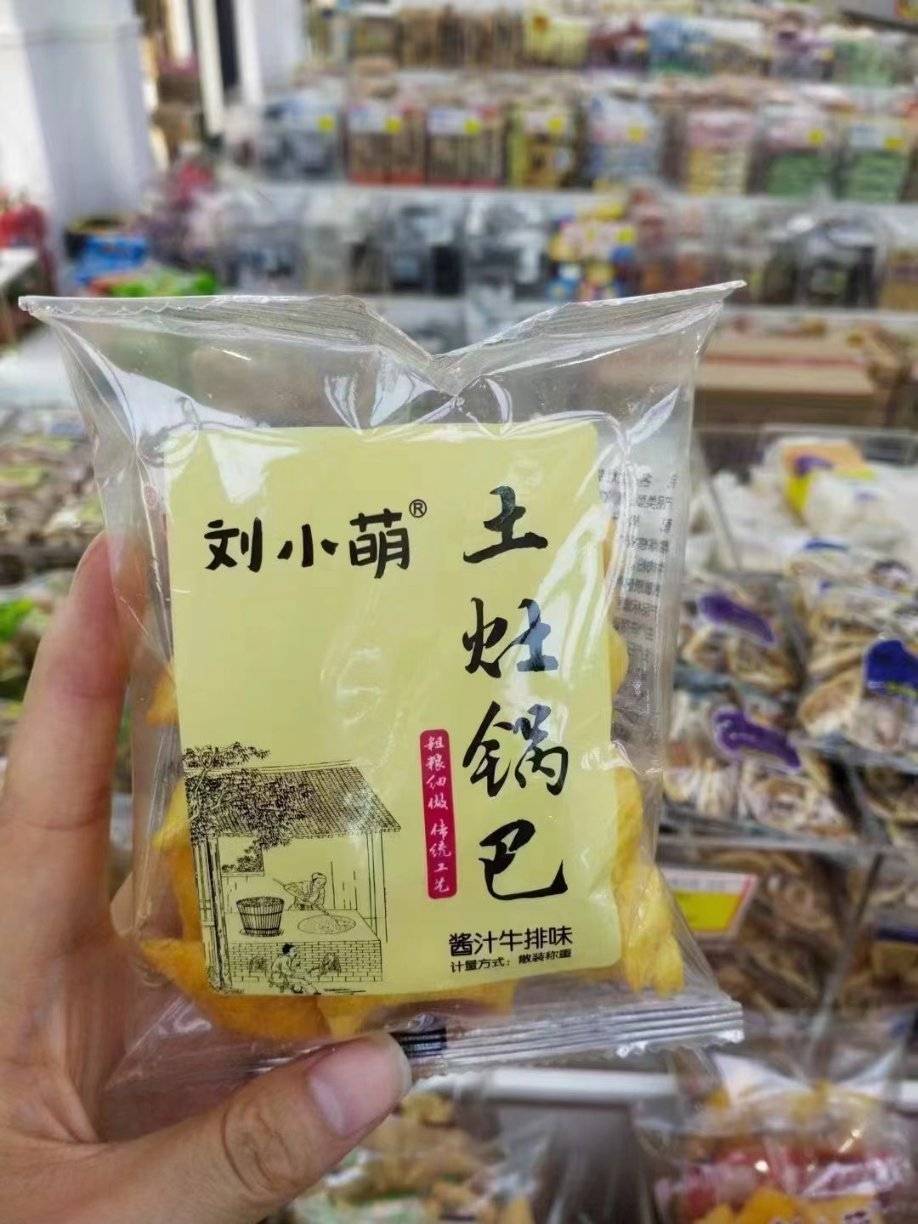 刘小萌®
土灶锅巴
粗粮细做 传统工艺
酱汁牛排味
计量方式：散装称重